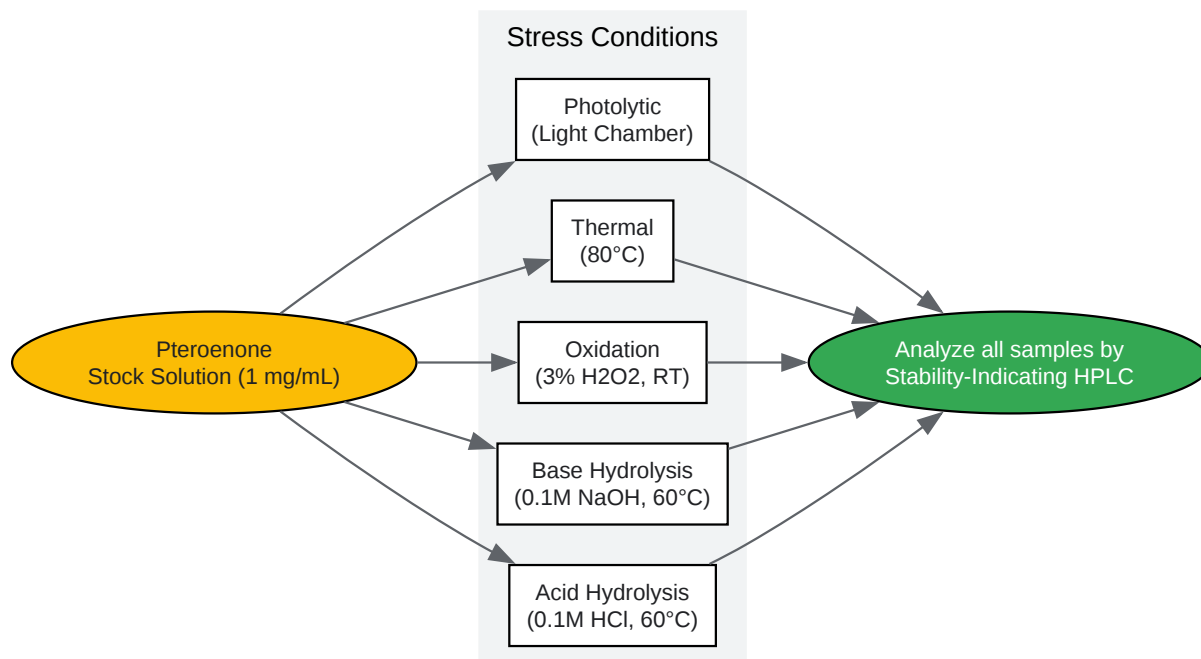 Stress Conditions
Photolytic
(Light Chamber)
Thermal
(80°C)
Pteroenone
Stock Solution (1 mg/mL)
Oxidation
(3% H2O2, RT)
Analyze all samples by
Stability-Indicating HPLC
Base Hydrolysis
(0.1M NaOH, 60°C)
Acid Hydrolysis
(0.1M HCl, 60°C)